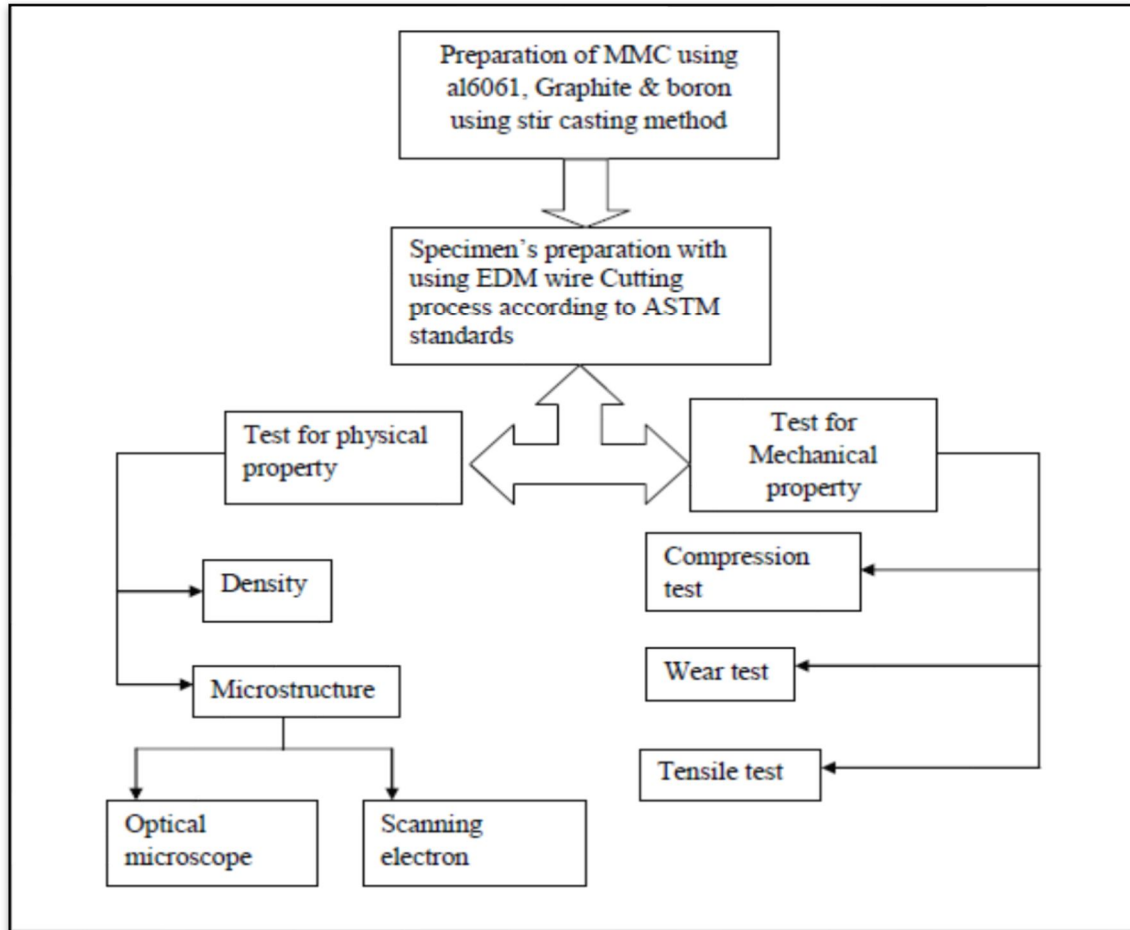 Preparation of MMC using
al6061, Graphite & boron
using stir casting method
Specimen’s preparation with
using EDM wire Cutting
process according to ASTM
standards
Test for physical
property
Test for
Mechanical
property
Density
Microstructure
Optical
microscope
Scanning
electron
Compression
test
Wear test
Tensile test